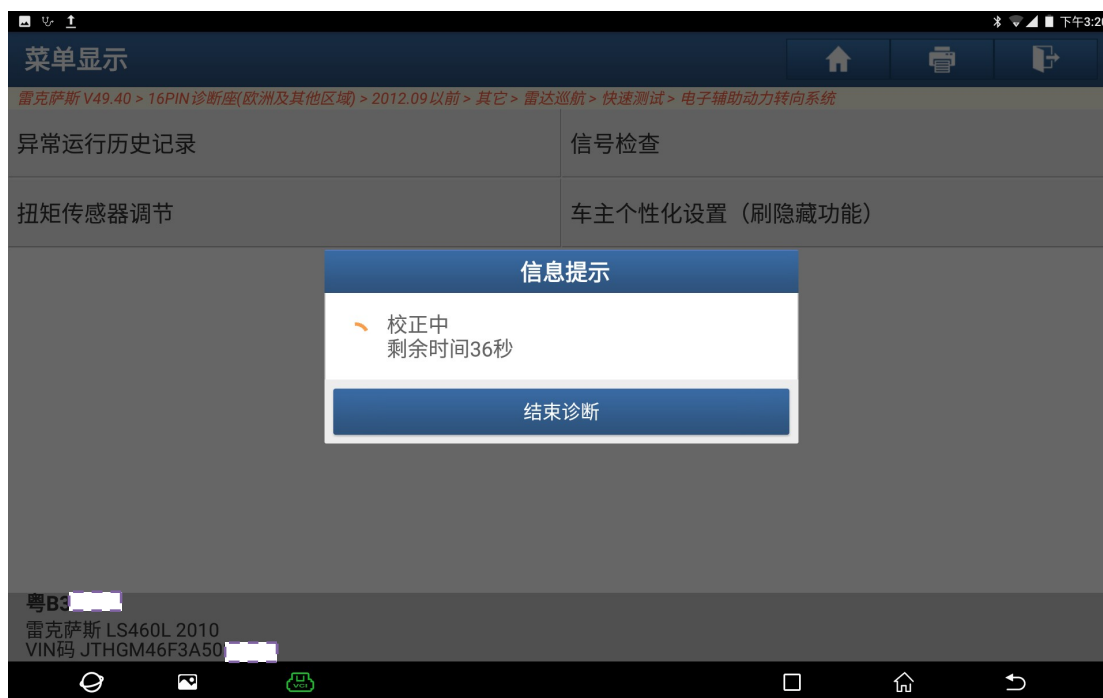 下午3:20
菜单显示
雷克萨斯 V49.40 > 16PIN诊断座(欧洲及其他区域) > 2012.09以前 > 其它 > 雷达巡航 > 快速测试 > 电子辅助动力转向系统
异常运行历史记录
信号检查
扭矩传感器调节
车主个性化设置（刷隐藏功能）
信息提示
校正中
剩余时间36秒
结束诊断
粤B3
雷克萨斯 LS460L 2010
VIN码 JTHGM46F3A50
VCI